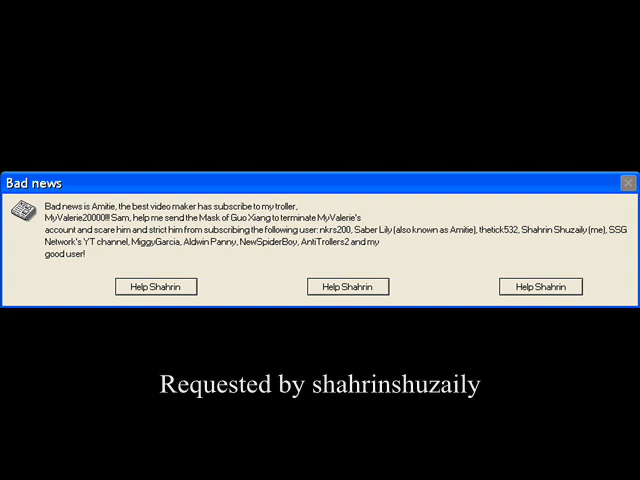 Bad news
Bad news is Amitie, the best video maker has subscribe to my troller,
MyValerie20000!!! Sam, help me send the Mask of Guo Xiang to terminate MyValerie's
account and scare him and strict him from subscribing the following user: nkrs200, Saber Lily (also known as Amitie), thetick532, Shahrin Shuzaily (me), SSG
Network's YT channel, MiggyGarcia, Aldwin Panny, NewSpiderBoy, AntiTrollers2 and my
good user!
Help Shahrin Help Shahrin Help Shahrin
Requested by shahrinshuzaily